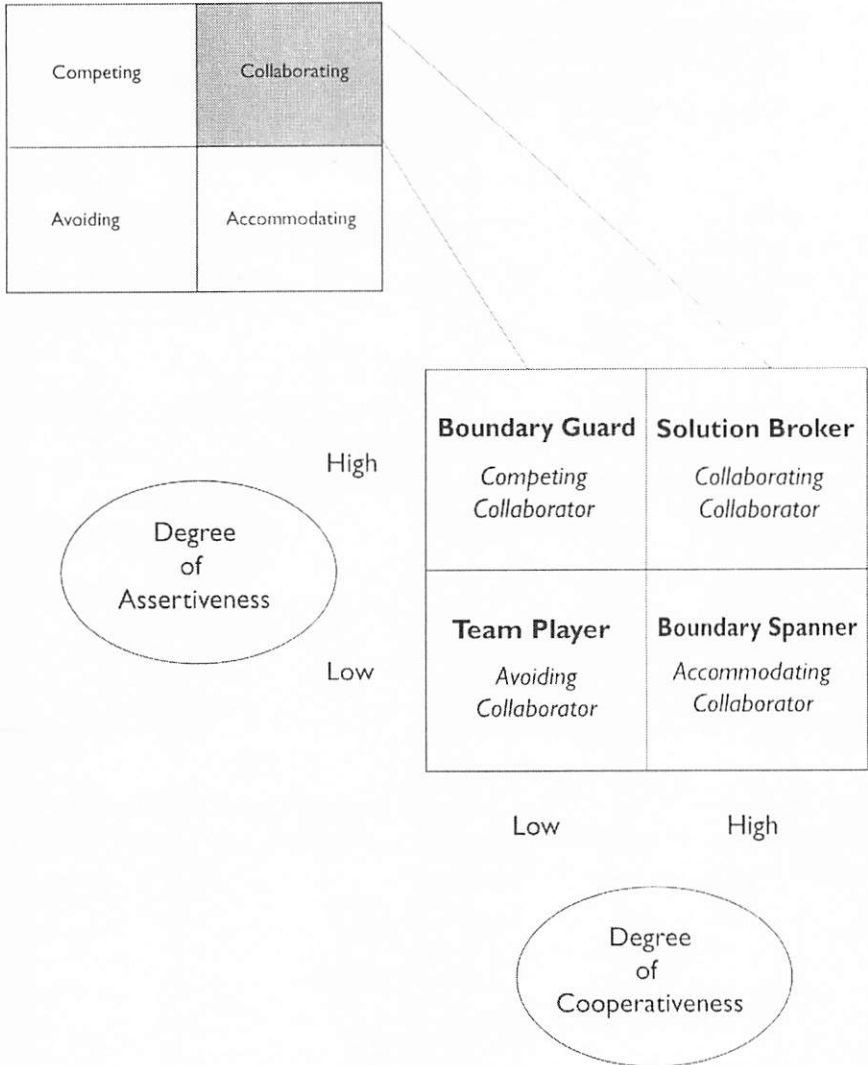 Competing
Collaborating
Avoiding
Accommodating
Boundary Guard
Competing
Collaborator
Solution Broker
Collaborating
Collaborator
High
Degree
of
Assertiveness
Low
Team Player
Avoiding
Collaborator
Boundary Spanner
Accommodating
Collaborator
Low
High
Degree
of
Cooperativeness